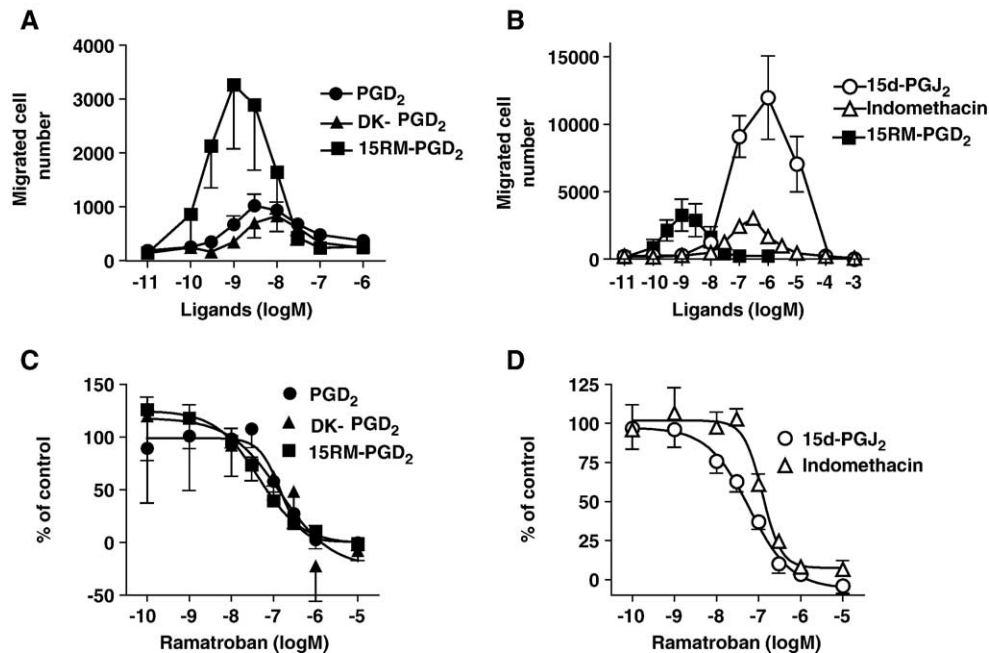 A
4000
3000
2000
1000
0
Migrated cell
number
-11 -10 -9 -8 -7 -6
Ligands (logM)
PGD2
DK- PGD2
15RM-PGD2
B
15000
10000
5000
0
Migrated cell
number
-11 -10 -9 -8 -7 -6 -5 -4 -3
Ligands (logM)
15d-PGJ2
Indomethacin
15RM-PGD2
C
150
100
50
0
-50
% of control
-10 -9 -8 -7 -6 -5
Ramatroban (logM)
PGD2
DK- PGD2
15RM-PGD2
D
125
100
75
50
25
0
% of control
-10 -9 -8 -7 -6 -5
Ramatroban (logM)
15d-PGJ2
Indomethacin